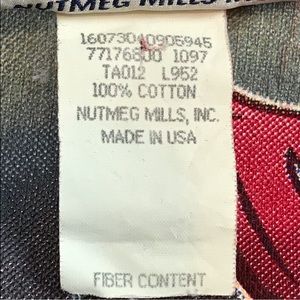 NUTMEG MILLS
16073040905945
77176800 1097
TA012 L952
100% COTTON
NUTMEG MILLS, INC.
MADE IN USA
FIBER CONTENT